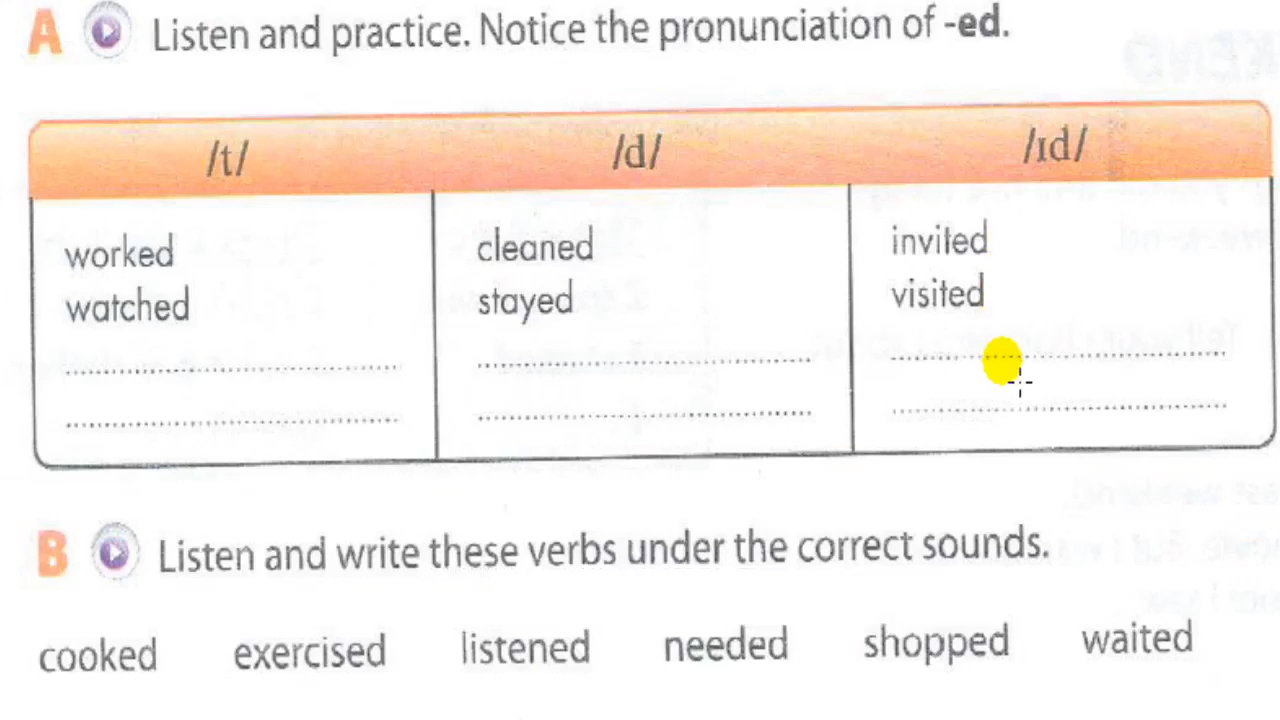 A Listen and practice. Notice the pronunciation of -ed.
/t/ /d/ /ɪd/
worked cleaned invited
watched stayed visited
B Listen and write these verbs under the correct sounds.
cooked exercised listened needed shopped waited